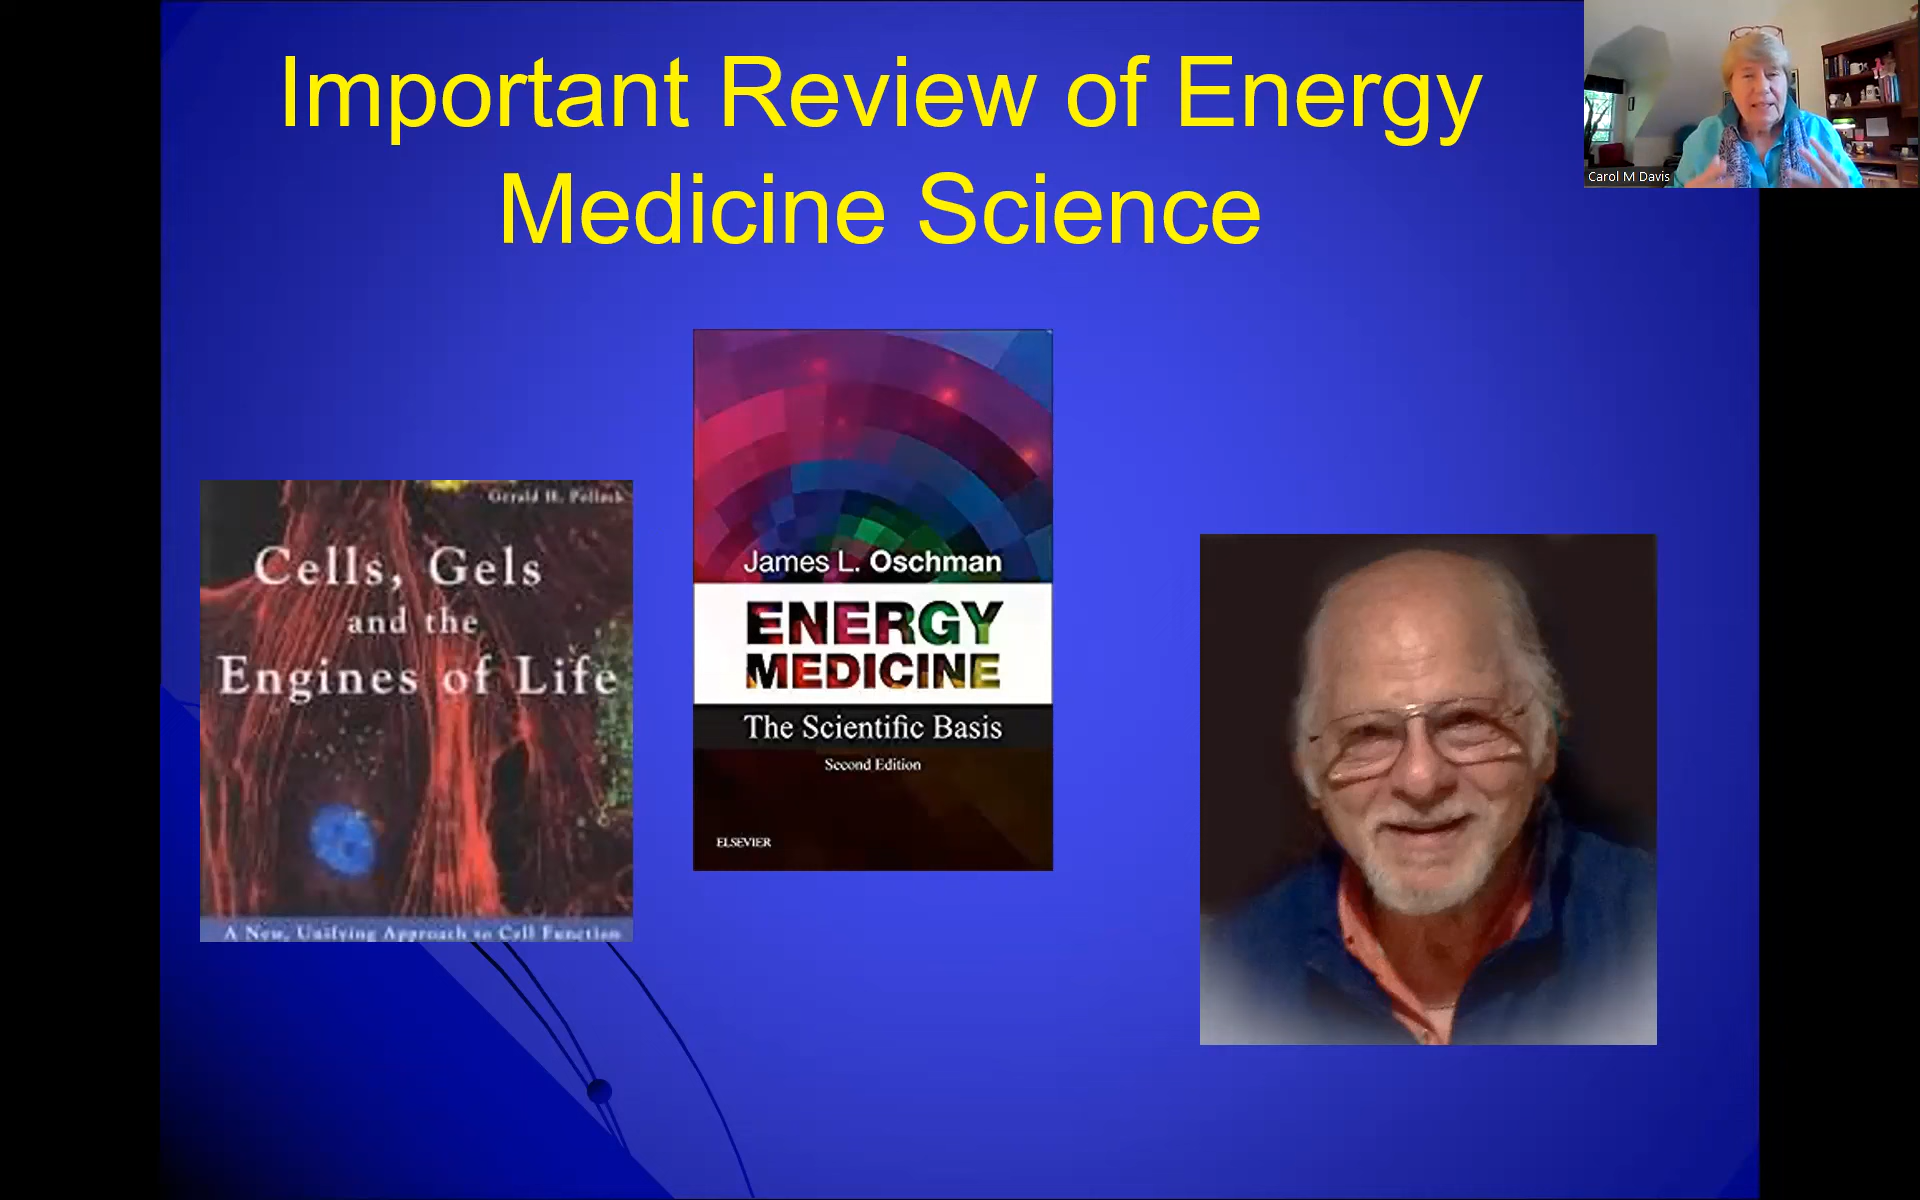 Important Review of Energy
Medicine Science
Carol M Davis
Gerald H. Pollack
Cells, Gels
and the
Engines of Life
A New, Unifying Approach to Cell Function
James L. Oschman
ENERGY
MEDICINE
The Scientific Basis
Second Edition
ELSEVIER